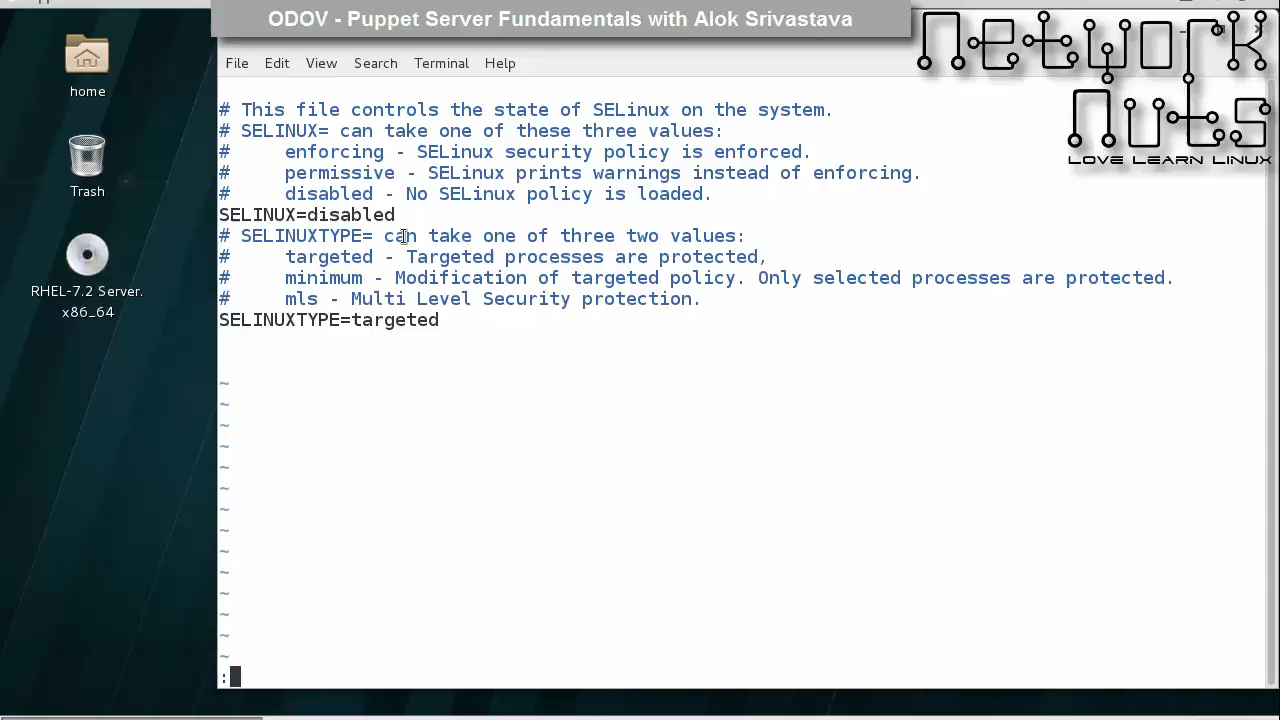 ODOV - Puppet Server Fundamentals with Alok Srivastava
Network
Nuts
LOVE LEARN LINUX
home
Trash
RHEL-7.2 Server.
x86_64
File Edit View Search Terminal Help
# This file controls the state of SELinux on the system.
# SELINUX= can take one of these three values:
#     enforcing - SELinux security policy is enforced.
#     permissive - SELinux prints warnings instead of enforcing.
#     disabled - No SELinux policy is loaded.
SELINUX=disabled
# SELINUXTYPE= can take one of three two values:
#     targeted - Targeted processes are protected,
#     minimum - Modification of targeted policy. Only selected processes are protected.
#     mls - Multi Level Security protection.
SELINUXTYPE=targeted
~
~
~
~
~
~
~
~
~
~
~
~
~
~
: